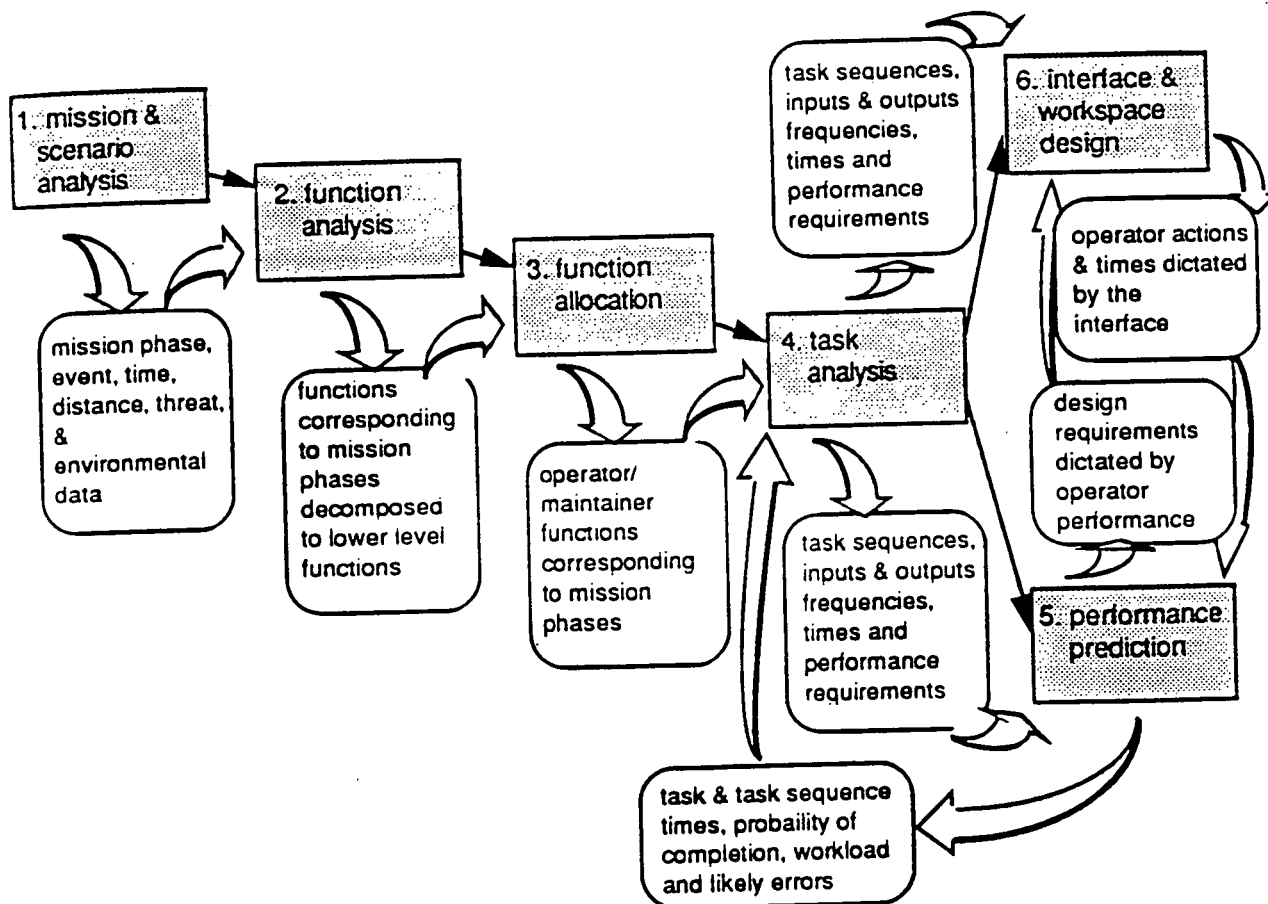 1. mission &
scenario
analysis
mission phase,
event, time,
distance, threat,
&
environmental
data
2. function
analysis
functions
corresponding
to mission
phases
decomposed
to lower level
functions
3. function
allocation
operator/
maintainer
functions
corresponding
to mission
phases
4. task
analysis
task sequences,
inputs & outputs
frequencies,
times and
performance
requirements
task sequences,
inputs & outputs
frequencies,
times and
performance
requirements
6. interface &
workspace
design
operator actions
& times dictated
by the
interface
design
requirements
dictated by
operator
performance
5. performance
prediction
task & task sequence
times, probaility of
completion, workload
and likely errors